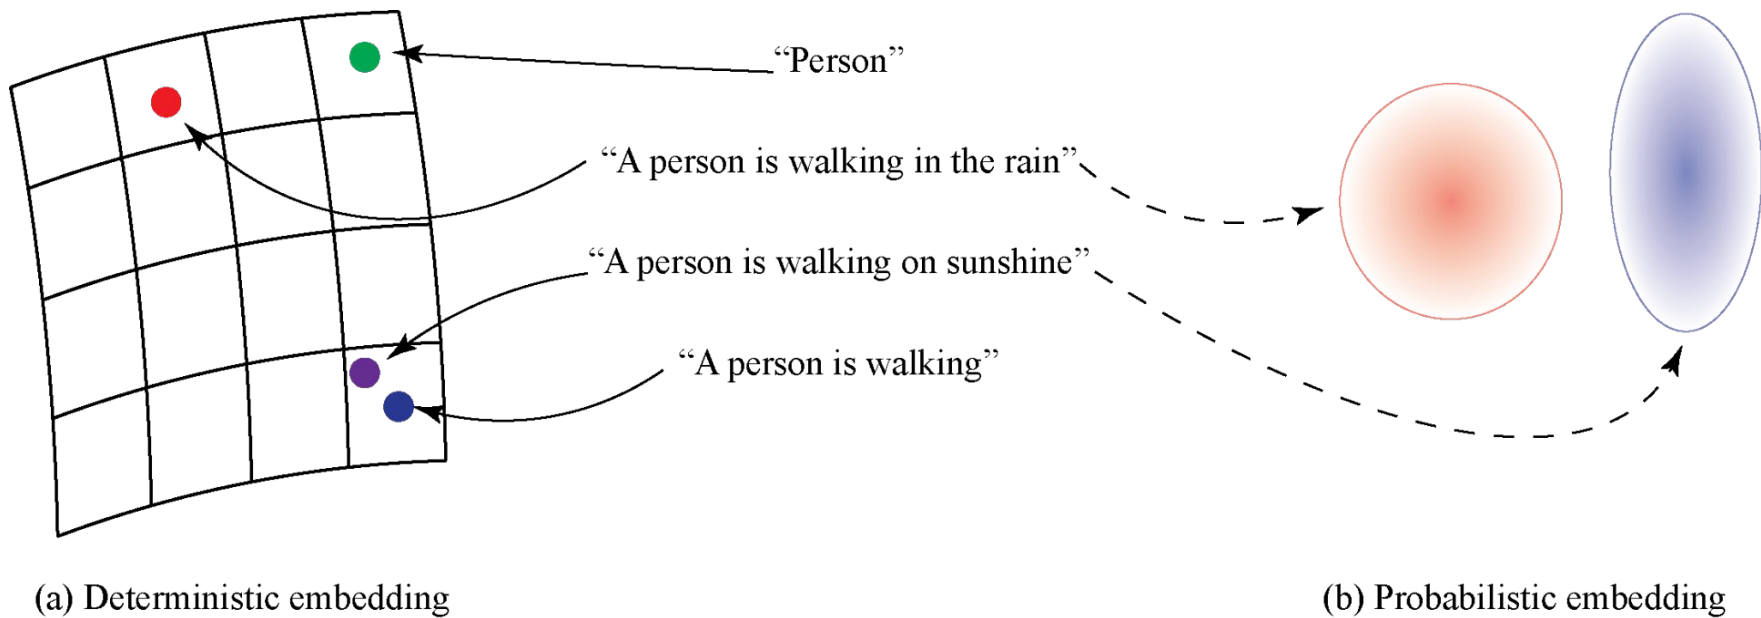 “Person”
“A person is walking in the rain”
“A person is walking on sunshine”
“A person is walking”
(a) Deterministic embedding
(b) Probabilistic embedding